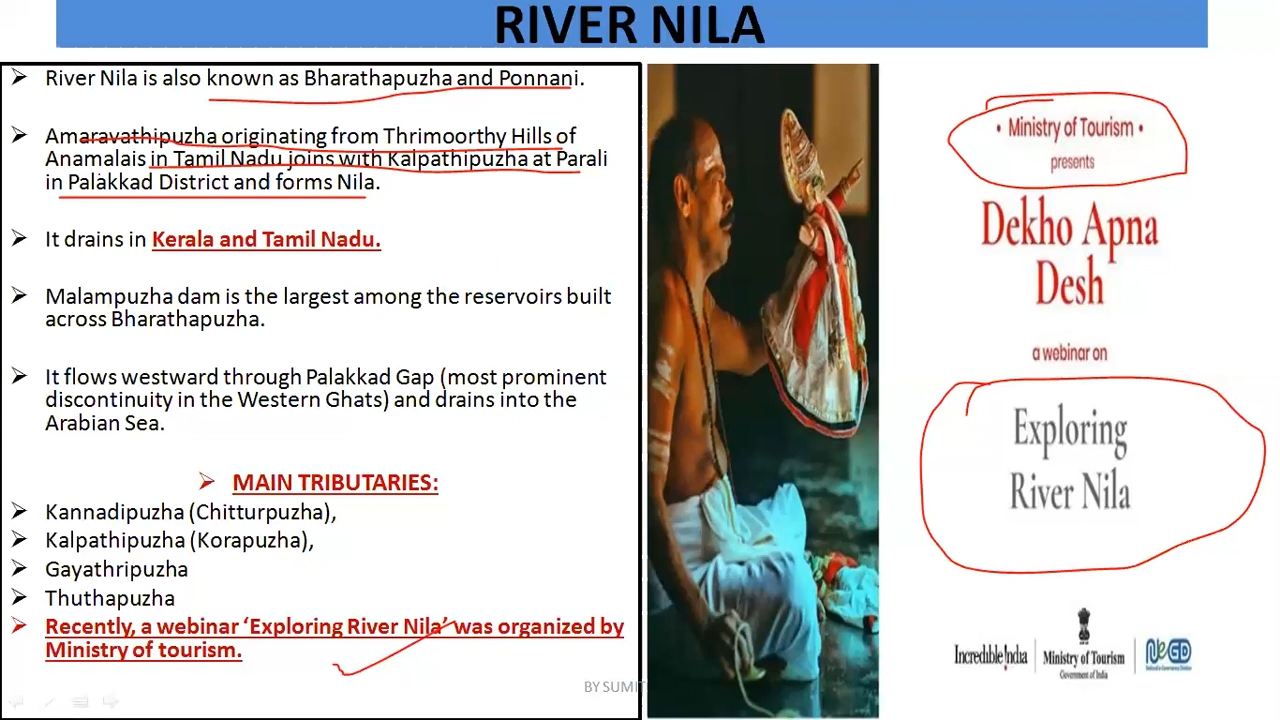 RIVER NILA
River Nila is also known as Bharathapuzha and Ponnani.
Amaravathipuzha originating from Thrimoorthy Hills of
Anamalais in Tamil Nadu joins with Kalpathipuzha at Parali
in Palakkad District and forms Nila.
It drains in Kerala and Tamil Nadu.
Malampuzha dam is the largest among the reservoirs built
across Bharathapuzha.
It flows westward through Palakkad Gap (most prominent
discontinuity in the Western Ghats) and drains into the
Arabian Sea.
MAIN TRIBUTARIES:
Kannadipuzha (Chitturpuzha),
Kalpathipuzha (Korapuzha),
Gayathripuzha
Thuthapuzha
Recently, a webinar ‘Exploring River Nila’ was organized by
Ministry of tourism.
BY SUMIT
• Ministry of Tourism •
presents
Dekho Apna
Desh
a webinar on
Exploring
River Nila
Incredible !ndia
Ministry of Tourism
Government of India
NeGD